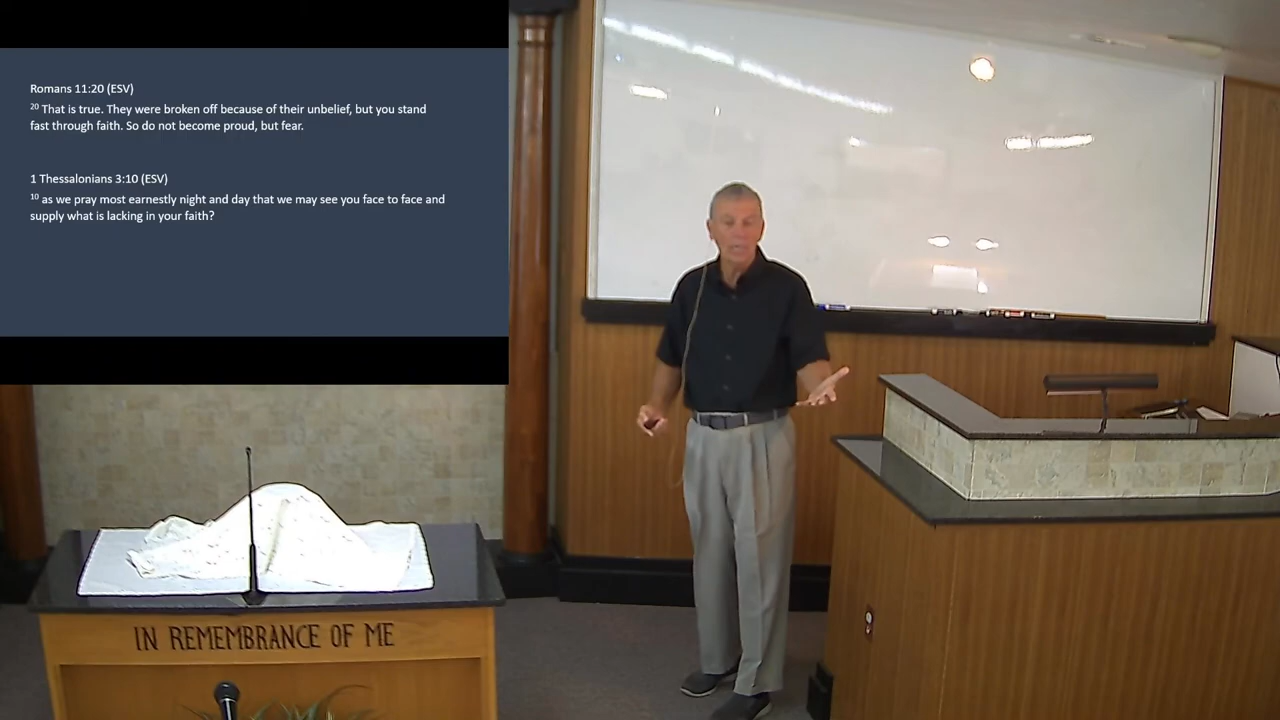 Romans 11:20 (ESV)
20 That is true. They were broken off because of their unbelief, but you stand
fast through faith. So do not become proud, but fear.
1 Thessalonians 3:10 (ESV)
10 as we pray most earnestly night and day that we may see you face to face and
supply what is lacking in your faith?
IN REMEMBRANCE OF ME